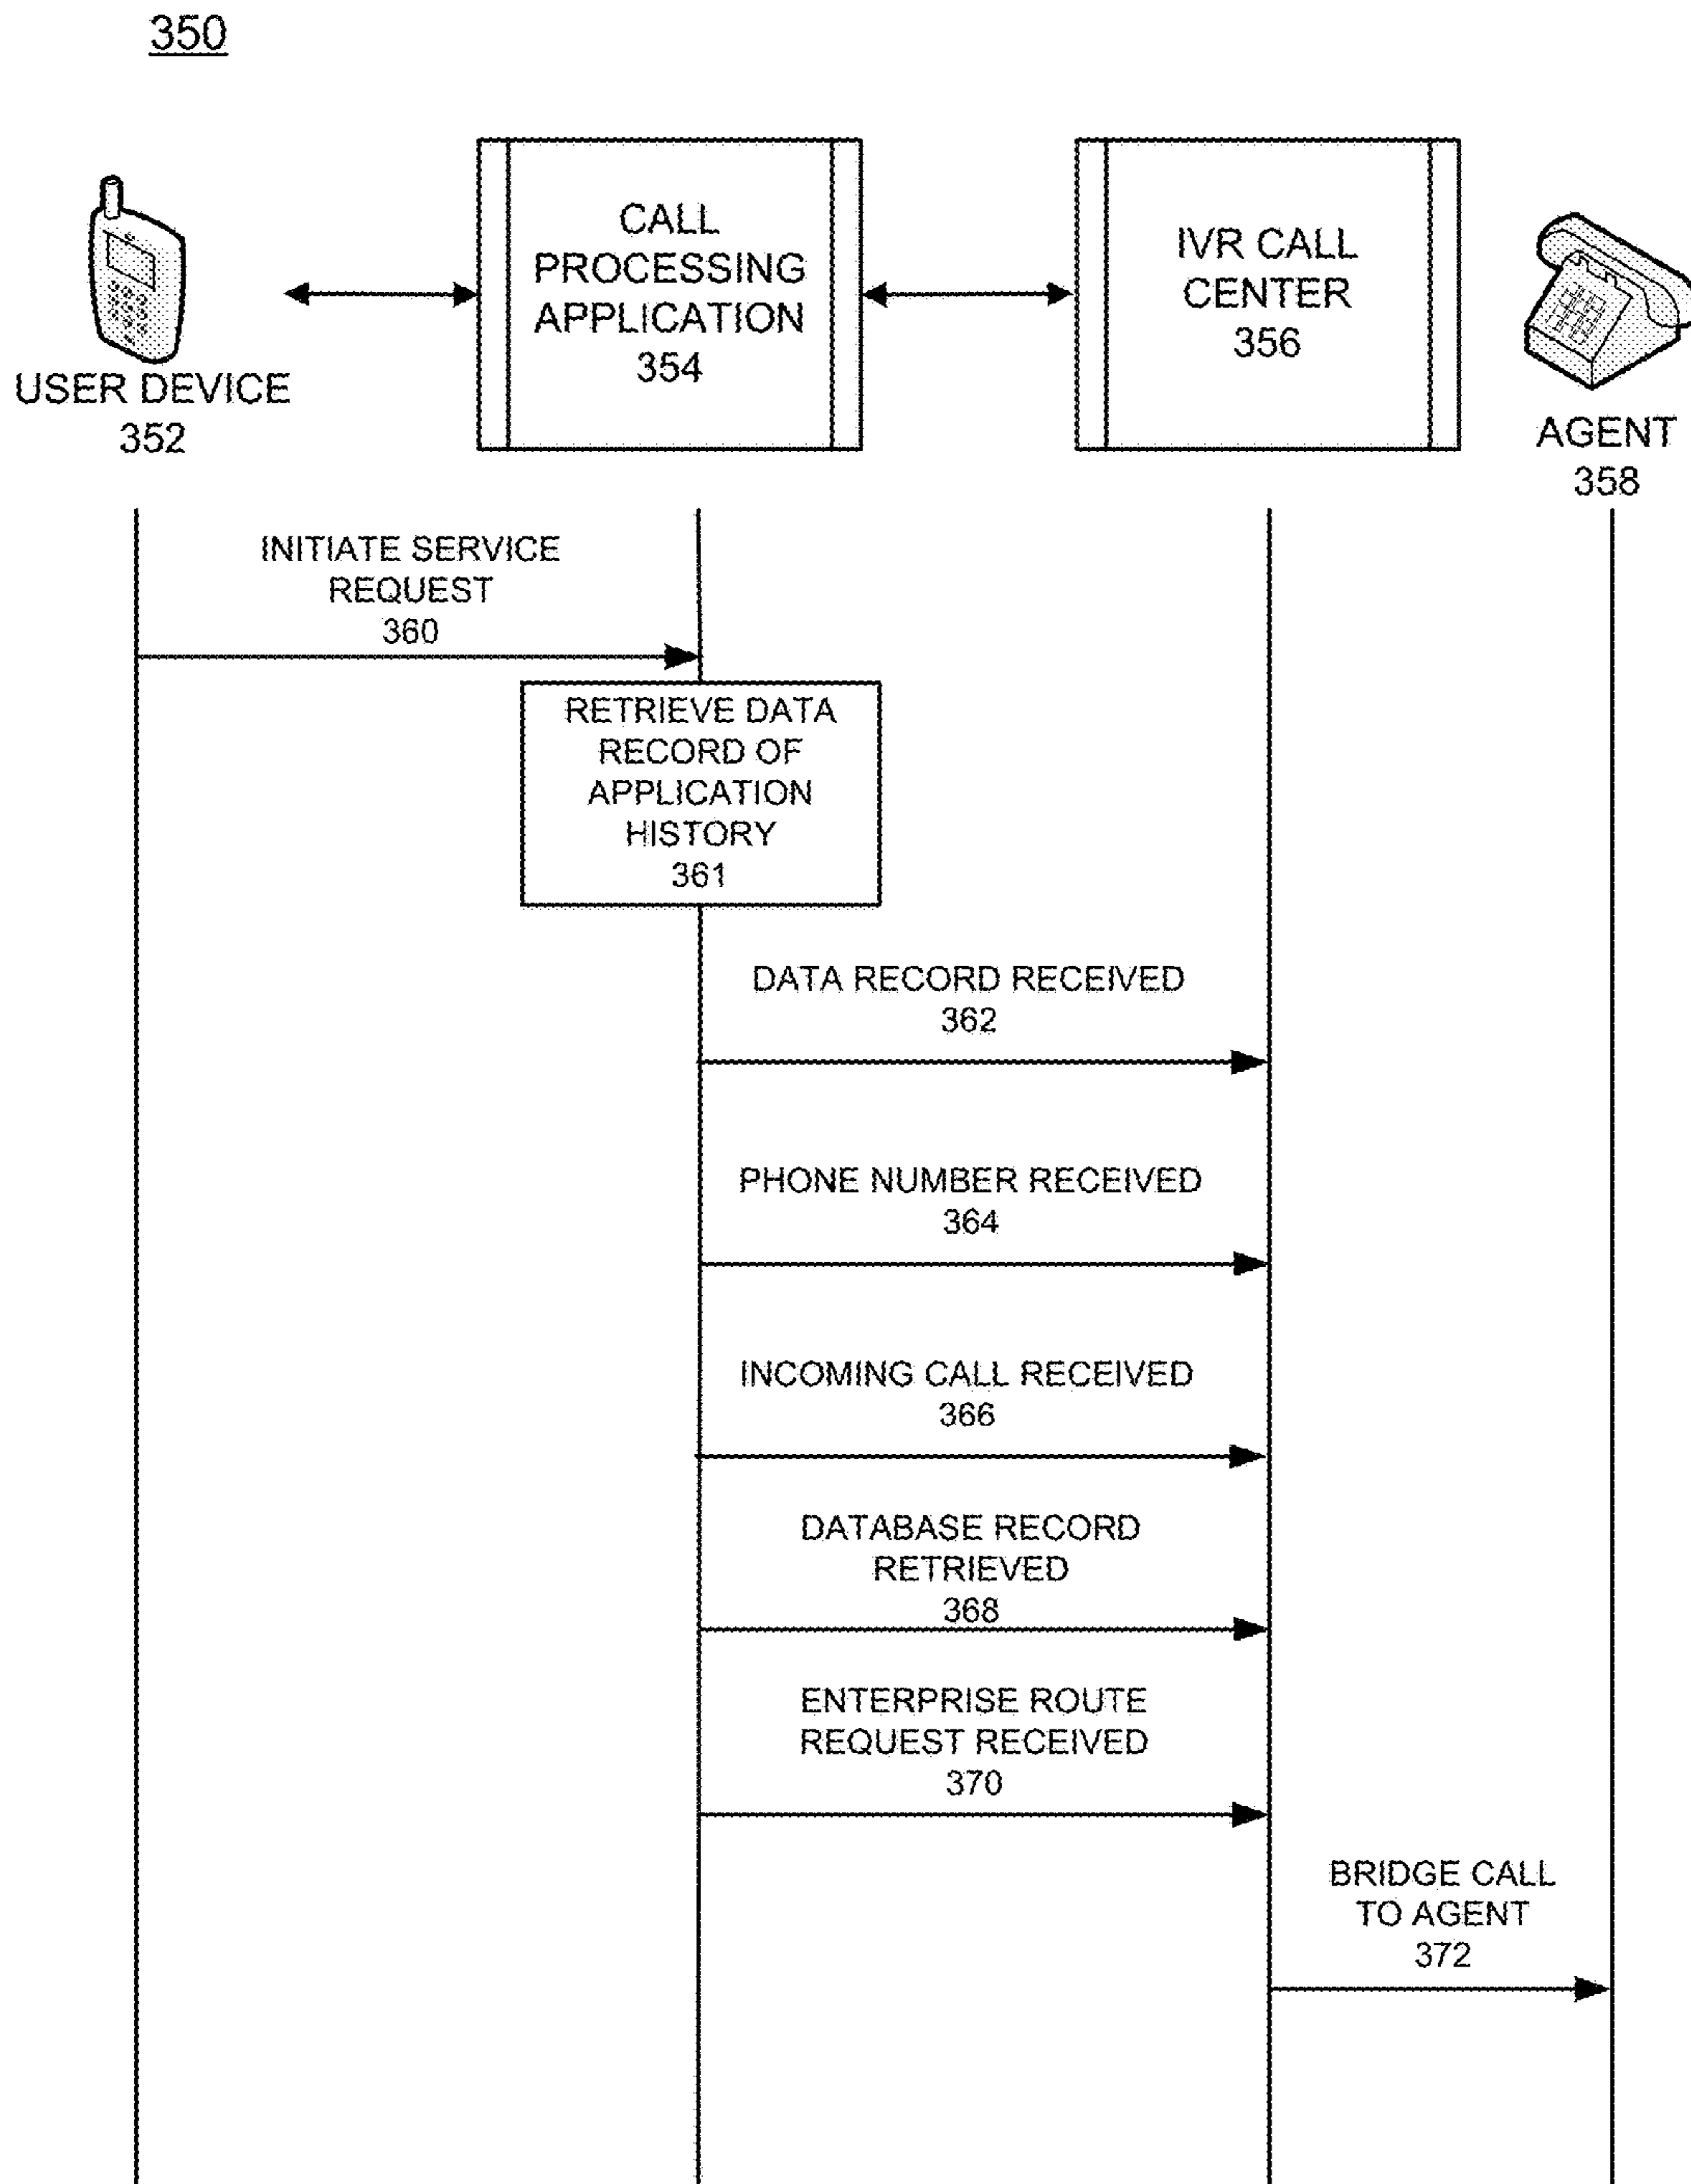 350
CALL
PROCESSING
APPLICATION
354
IVR CALL
CENTER
356
USER DEVICE
352
AGENT
358
INITIATE SERVICE
REQUEST
360
RETRIEVE DATA
RECORD OF
APPLICATION
HISTORY
361
DATA RECORD RECEIVED
362
PHONE NUMBER RECEIVED
364
INCOMING CALL RECEIVED
366
DATABASE RECORD
RETRIEVED
368
ENTERPRISE ROUTE
REQUEST RECEIVED
370
BRIDGE CALL
TO AGENT
372